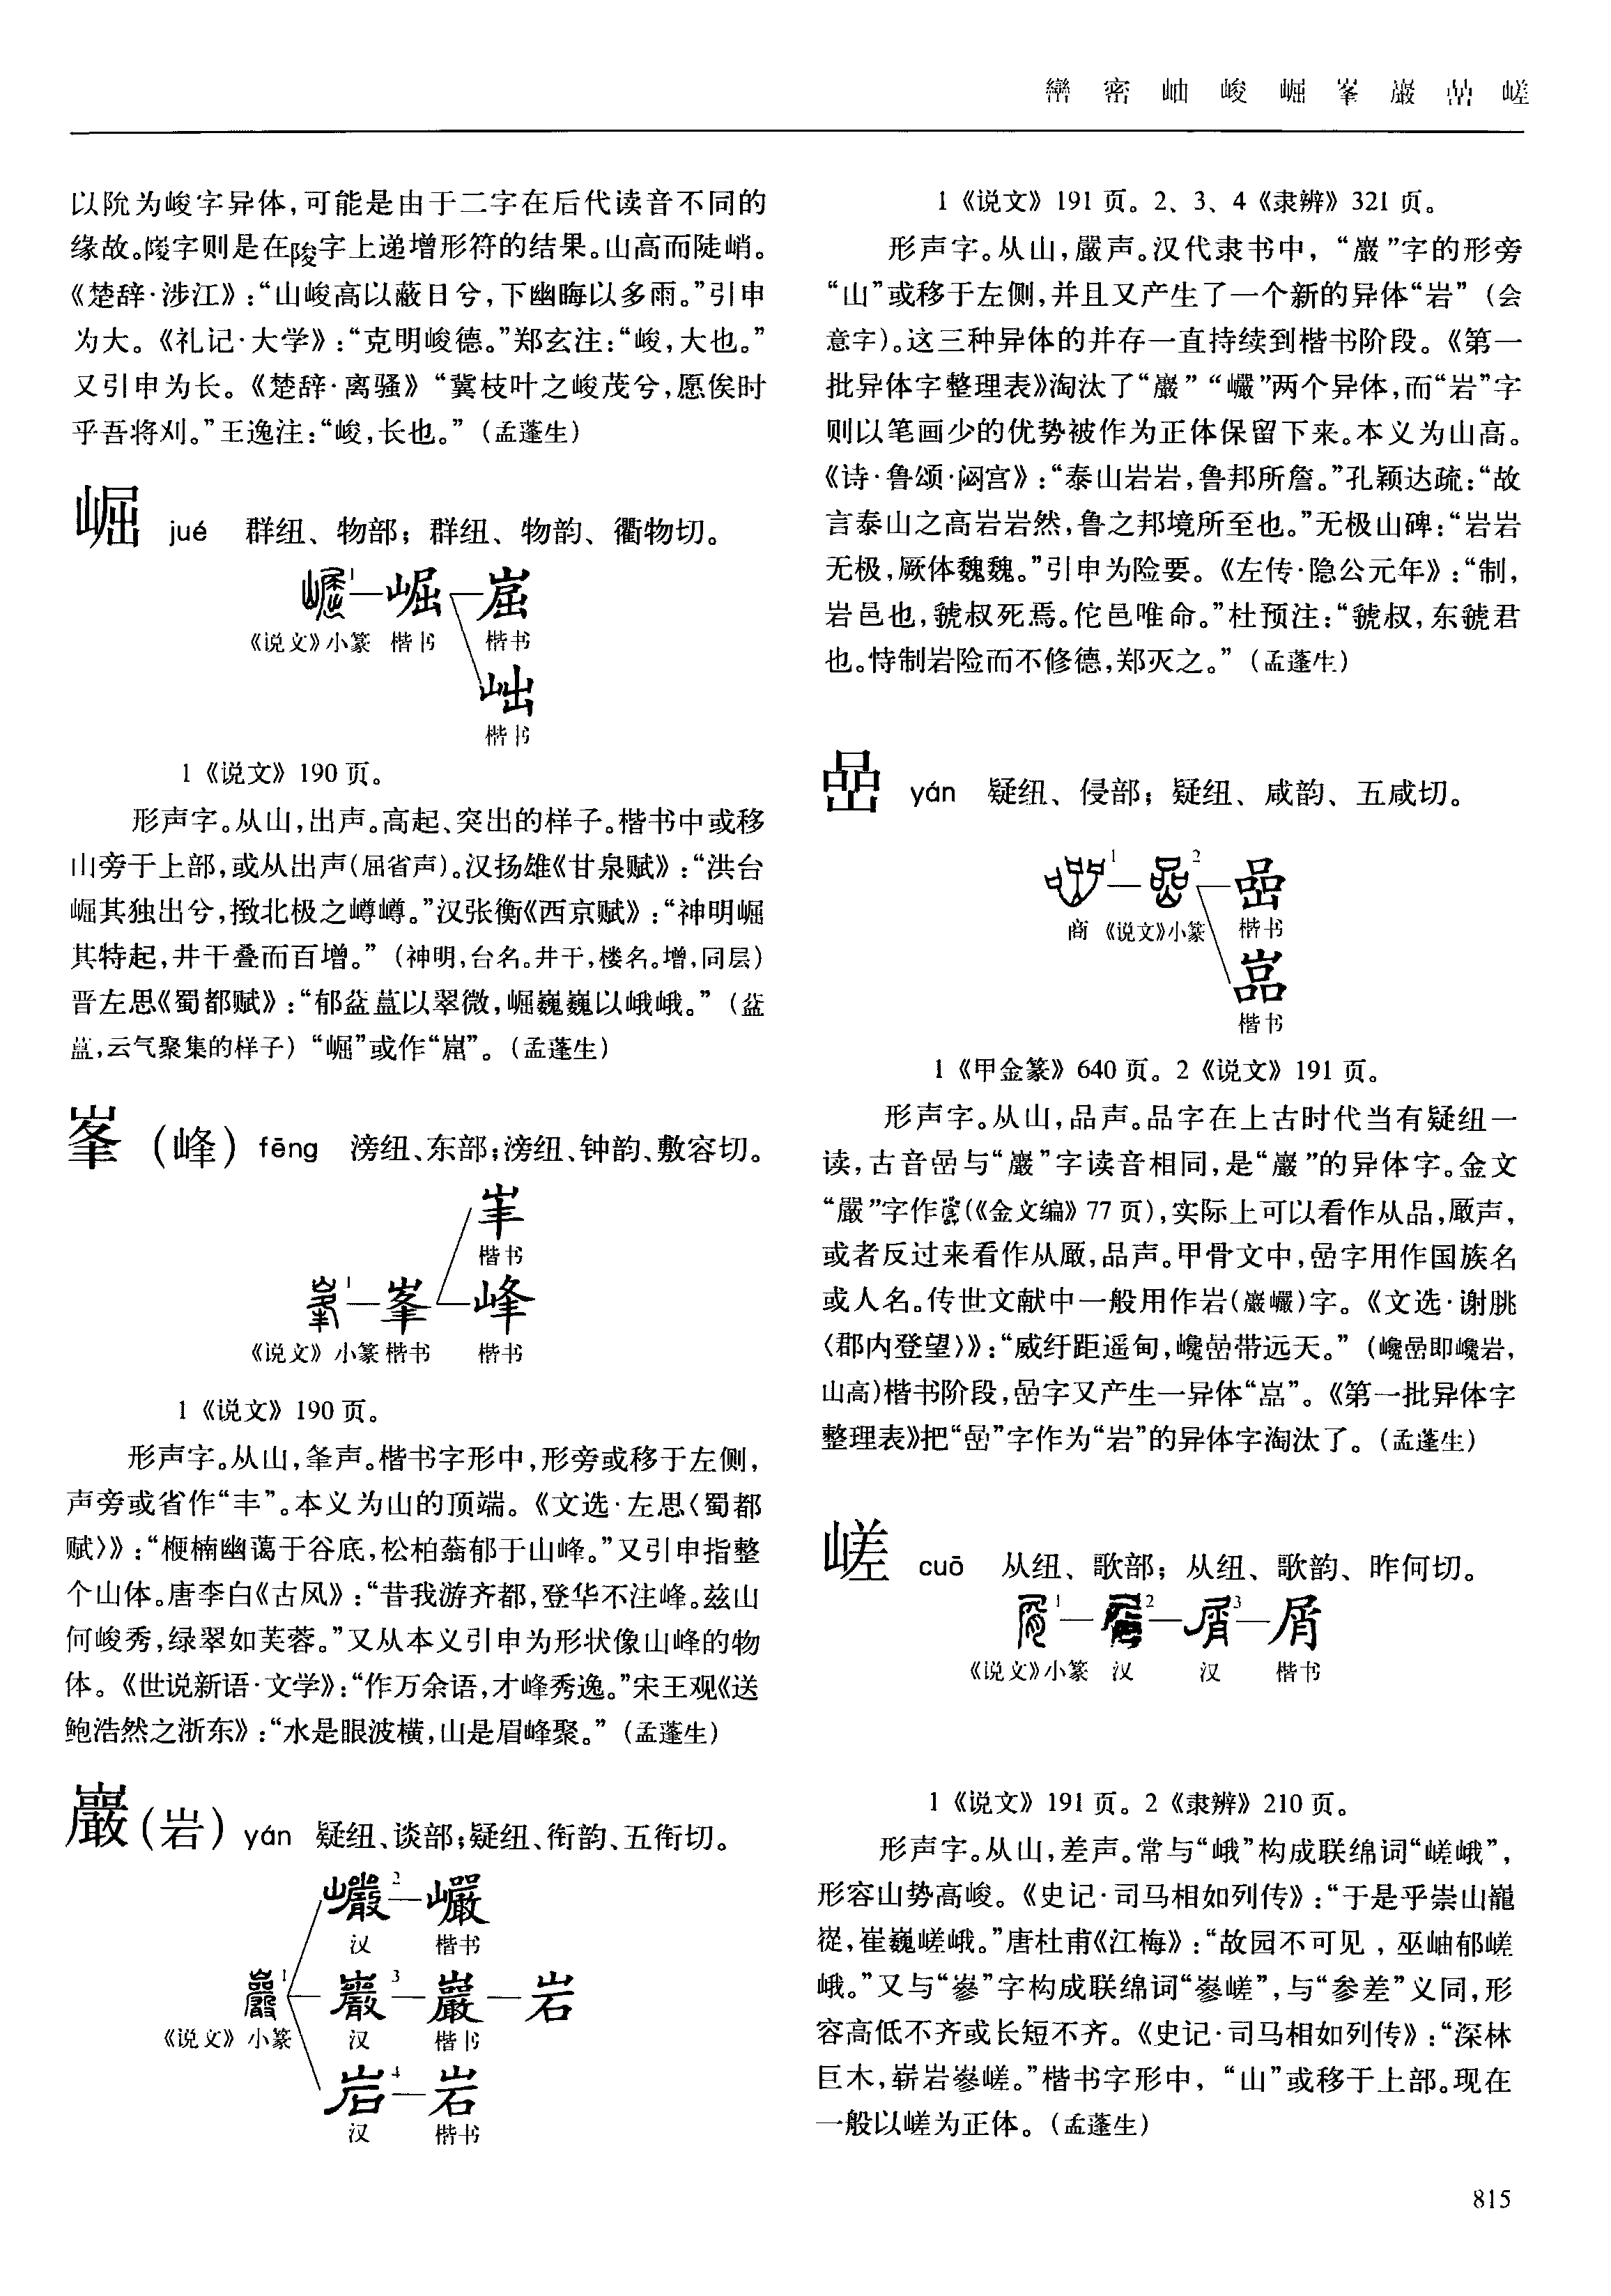 巒 密 岫 峻 崛 峯 巖 嵒 嵯
以阭为峻字异体，可能是由于二字在后代读音不同的
缘故。字则是在陖字上递增形符的结果。山高而陡峭。
《楚辞·涉江》：“山峻高以蔽日兮，下幽晦以多雨。”引申
为大。《礼记·大学》：“克明峻德。”郑玄注：“峻，大也。”
又引申为长。《楚辞·离骚》“冀枝叶之峻茂兮，愿俟时
乎吾将刈。”王逸注：“峻，长也。”（孟蓬生）
崛 jué 群纽、物部；群纽、物韵、衢物切。
1 — 崛 — 崫
《说文》小篆 楷书 楷书
岉
楷书
1《说文》190页。
形声字。从山，出声。高起、突出的样子。楷书中或移
山旁于上部，或从出声（屈省声）。汉扬雄《甘泉赋》：“洪台
崛其独出兮，㨖北极之嶟嶟。”汉张衡《西京赋》：“神明崛
其特起，井干叠而百增。”（神明，台名。井干，楼名。增，同层）
晋左思《蜀都赋》：“郁葐蒀以翠微，崛巍巍以峨峨。”（葐
蒀，云气聚集的样子）“崛”或作“崫”。（孟蓬生）
峯（峰）fēng 滂纽、东部；滂纽、钟韵、敷容切。
峯
楷书
1 — 峯 — 峰
《说文》小篆 楷书 楷书
1《说文》190页。
形声字。从山，夆声。楷书字形中，形旁或移于左侧，
声旁或省作“丰”。本义为山的顶端。《文选·左思〈蜀都
赋〉》：“楩楠幽蔼于谷底，松柏蓊郁于山峰。”又引申指整
个山体。唐李白《古风》：“昔我游齐都，登华不注峰。兹山
何峻秀，绿翠如芙蓉。”又从本义引申为形状像山峰的物
体。《世说新语·文学》：“作万余语，才峰秀逸。”宋王观《送
鲍浩然之浙东》：“水是眼波横，山是眉峰聚。”（孟蓬生）
巖（岩）yán 疑纽、谈部；疑纽、衔韵、五衔切。
巗 2 — 巗
汉 楷书
巖 1 — 巖 3 — 巖 — 岩
《说文》小篆 汉 楷书
岩 4 — 岩
汉 楷书
1《说文》191页。2、3、4《隶辨》321页。
形声字。从山，嚴声。汉代隶书中，“巖”字的形旁
“山”或移于左侧，并且又产生了一个新的异体“岩”（会
意字）。这三种异体的并存一直持续到楷书阶段。《第一
批异体字整理表》淘汰了“巖”“巗”两个异体，而“岩”字
则以笔画少的优势被作为正体保留下来。本义为山高。
《诗·鲁颂·閟宫》：“泰山岩岩，鲁邦所詹。”孔颖达疏：“故
言泰山之高岩岩然，鲁之邦境所至也。”无极山碑：“岩岩
无极，厥体魏魏。”引申为险要。《左传·隐公元年》：“制，
岩邑也，虢叔死焉。佗邑唯命。”杜预注：“虢叔，东虢君
也。恃制岩险而不修德，郑灭之。”（孟蓬生）
嵒 yán 疑纽、侵部；疑纽、咸韵、五咸切。
1 — 2 — 嵒
商 《说文》小篆 楷书
嵓
楷书
1《甲金篆》640页。2《说文》191页。
形声字。从山，品声。品字在上古时代当有疑纽一
读，古音嵒与“巖”字读音相同，是“巖”的异体字。金文
“嚴”字作（《金文编》77页），实际上可以看作从品，厰声，
或者反过来看作从厰，品声。甲骨文中，嵒字用作国族名
或人名。传世文献中一般用作岩（巖巗）字。《文选·谢朓
〈郡内登望〉》：“威纡距遥甸，巉嵒带远天。”（巉嵒即巉岩，
山高）楷书阶段，嵒字又产生一异体“嵓”。《第一批异体字
整理表》把“嵒”字作为“岩”的异体字淘汰了。（孟蓬生）
嵯 cuō 从纽、歌部；从纽、歌韵、昨何切。
1 — 2 — 3 — 屑
《说文》小篆 汉 汉 楷书
1《说文》191页。2《隶辨》210页。
形声字。从山，差声。常与“峨”构成联绵词“嵯峨”，
形容山势高峻。《史记·司马相如列传》：“于是乎崇山巃
嵸，崔巍嵯峨。”唐杜甫《江梅》：“故园不可见，巫岫郁嵯
峨。”又与“嵾”字构成联绵词“嵾嵯”，与“参差”义同，形
容高低不齐或长短不齐。《史记·司马相如列传》：“深林
巨木，崭岩嵾嵯。”楷书字形中，“山”或移于上部。现在
一般以嵯为正体。（孟蓬生）
815